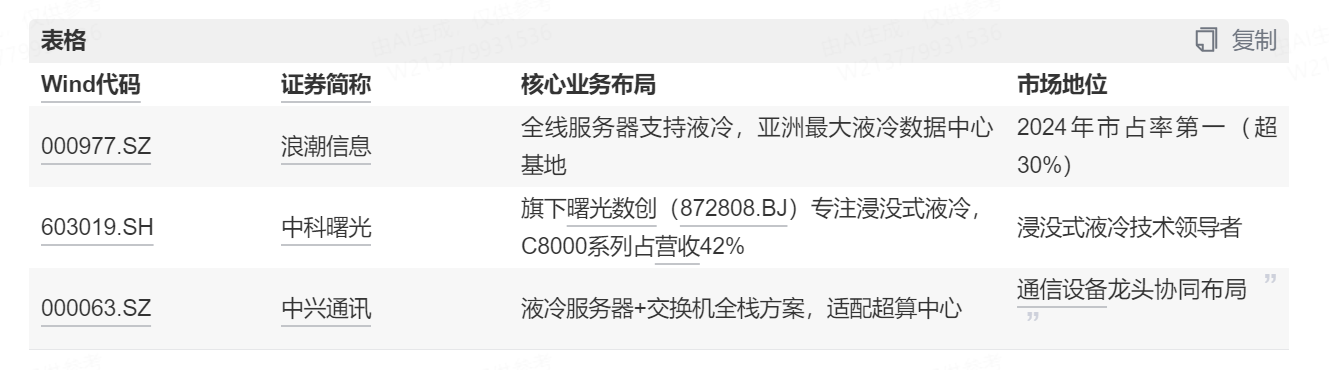 表格
复制
Wind代码 证券简称 核心业务布局 市场地位
000977.SZ 浪潮信息 全线服务器支持液冷，亚洲最大液冷数据中心
基地 2024年市占率第一（超
30%）
603019.SH 中科曙光 旗下曙光数创（872808.BJ）专注浸没式液冷，
C8000系列占营收42% 浸没式液冷技术领导者
000063.SZ 中兴通讯 液冷服务器+交换机全栈方案，适配超算中心 通信设备龙头协同布局 ”
”